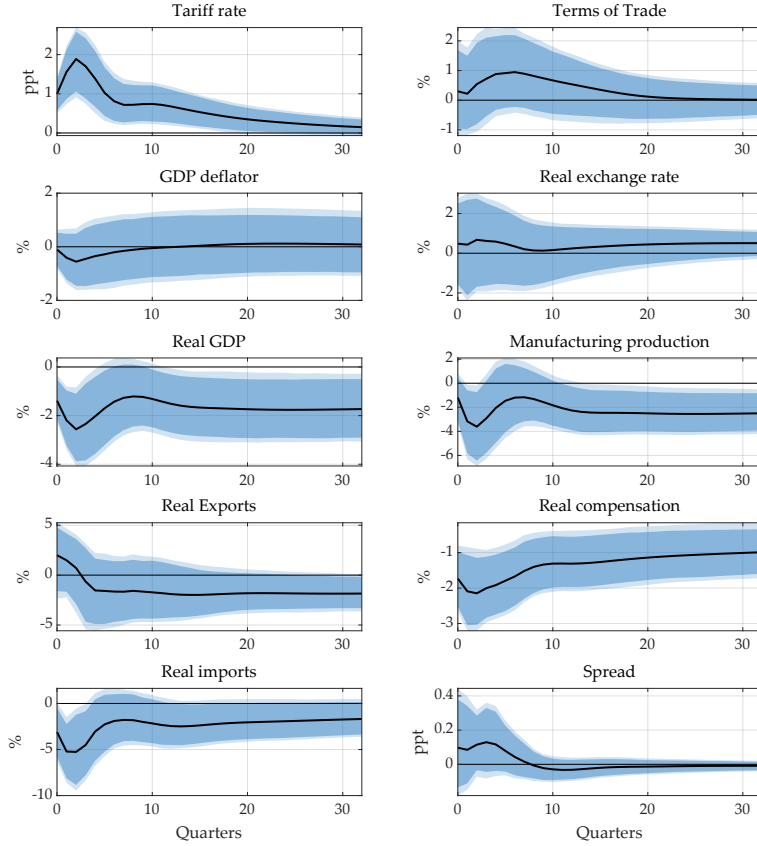 Tariff rate
ppt
2
1
0
0 10 20 30
Terms of Trade
%
2
1
0
-1
0 10 20 30
GDP deflator
%
2
0
-2
0 10 20 30
Real exchange rate
%
2
0
-2
0 10 20 30
Real GDP
%
0
-2
-4
0 10 20 30
Manufacturing production
%
2
0
-2
-4
-6
0 10 20 30
Real Exports
%
5
0
-5
0 10 20 30
Real compensation
%
-1
-2
-3
0 10 20 30
Real imports
%
0
-5
-10
0 10 20 30
Quarters
Spread
ppt
0.4
0.2
0
0 10 20 30
Quarters